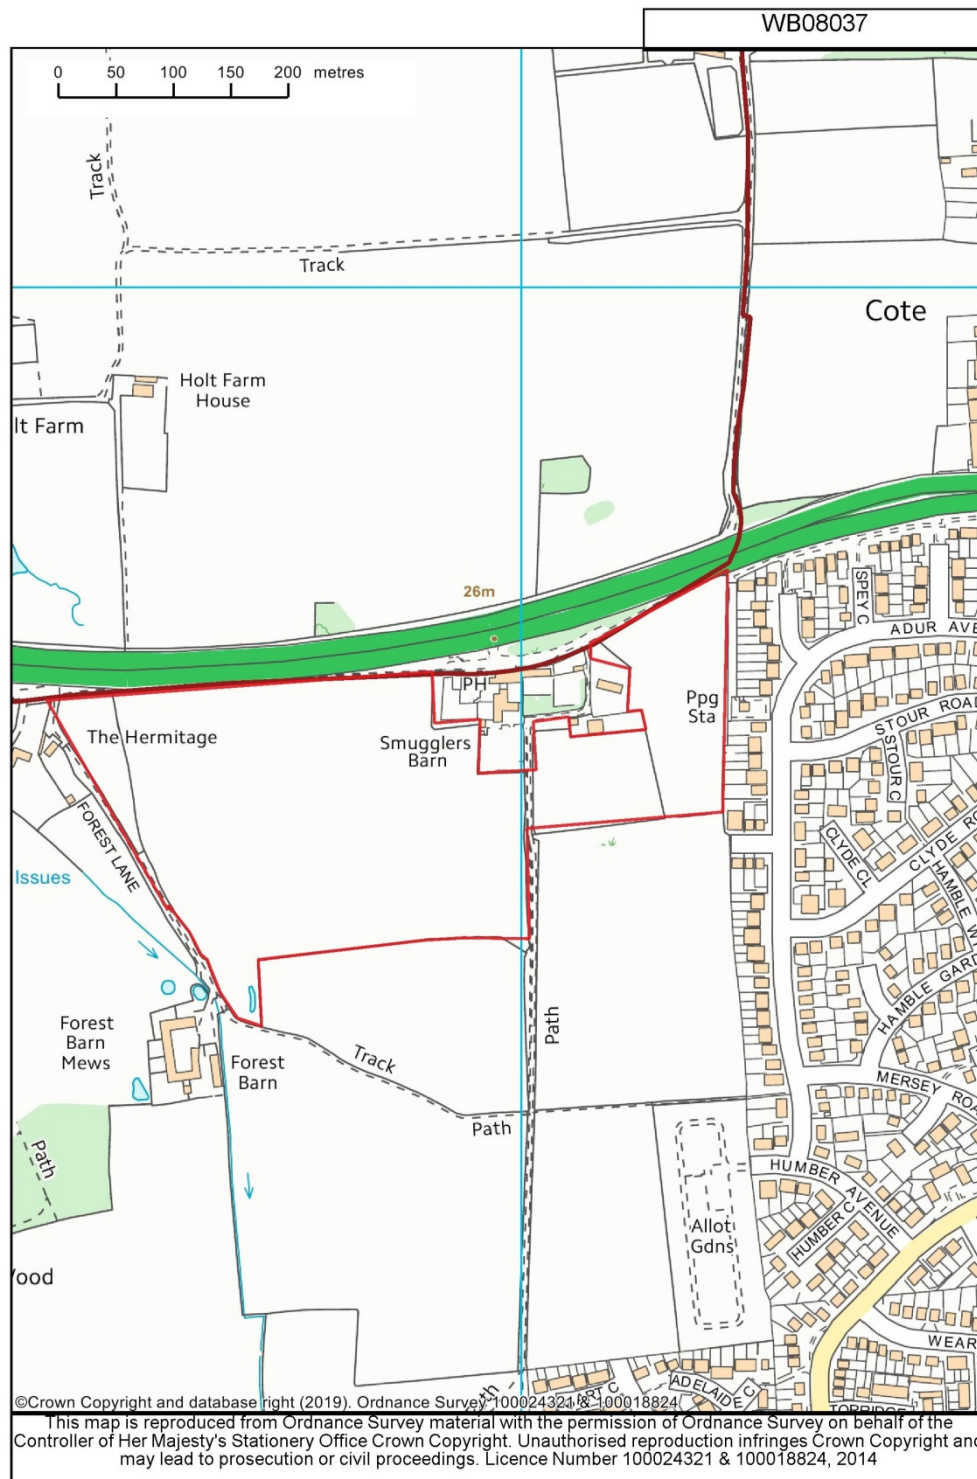 WB08037
0 50 100 150 200 metres
Track
Track
Cote
Holt Farm
House
lt Farm
26m
SPEY C
ADUR AVE
PH
Ppg
Sta
STOUR ROAD
The Hermitage
Smugglers
Barn
STOUR C
FOREST LANE
CLYDE CL
CLYDE R
HAMBLE
Issues
HAMBLE GARD
Forest
Barn
Mews
Path
Track
Forest
Barn
MERSEY RO
Path
Path
HUMBER AVENUE
HUMBER C
Allot
Gdns
ood
WEAR
ADELAIDE C
ART C
©Crown Copyright and database right (2019). Ordnance Survey 100024321 & 100018824
This map is reproduced from Ordnance Survey material with the permission of Ordnance Survey on behalf of the
Controller of Her Majesty's Stationery Office Crown Copyright. Unauthorised reproduction infringes Crown Copyright and
may lead to prosecution or civil proceedings. Licence Number 100024321 & 100018824, 2014